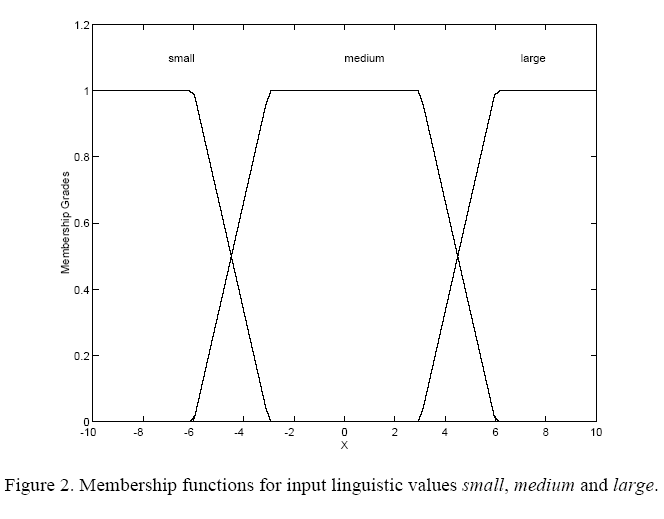 1.2
small medium large
1
0.8
Membership Grades
0.6
0.4
0.2
0
-10 -8 -6 -4 -2 0 2 4 6 8 10
X
Figure 2. Membership functions for input linguistic values small, medium and large.